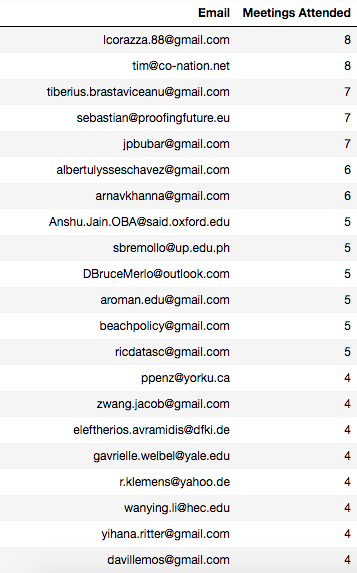 Email Meetings Attended
lcorazza.88@gmail.com 8
tim@co-nation.net 8
tiberius.brastaviceanu@gmail.com 7
sebastian@proofingfuture.eu 7
jpbubar@gmail.com 7
albertulysseschavez@gmail.com 6
arnavkhanna@gmail.com 6
Anshu.Jain.OBA@said.oxford.edu 5
sbremollo@up.edu.ph 5
DBruceMerlo@outlook.com 5
aroman.edu@gmail.com 5
beachpolicy@gmail.com 5
ricdatasc@gmail.com 5
ppenz@yorku.ca 4
zwang.jacob@gmail.com 4
eleftherios.avramidis@dfki.de 4
gavrielle.welbel@yale.edu 4
r.klemens@yahoo.de 4
wanying.li@hec.edu 4
yihana.ritter@gmail.com 4
davillemos@gmail.com 4